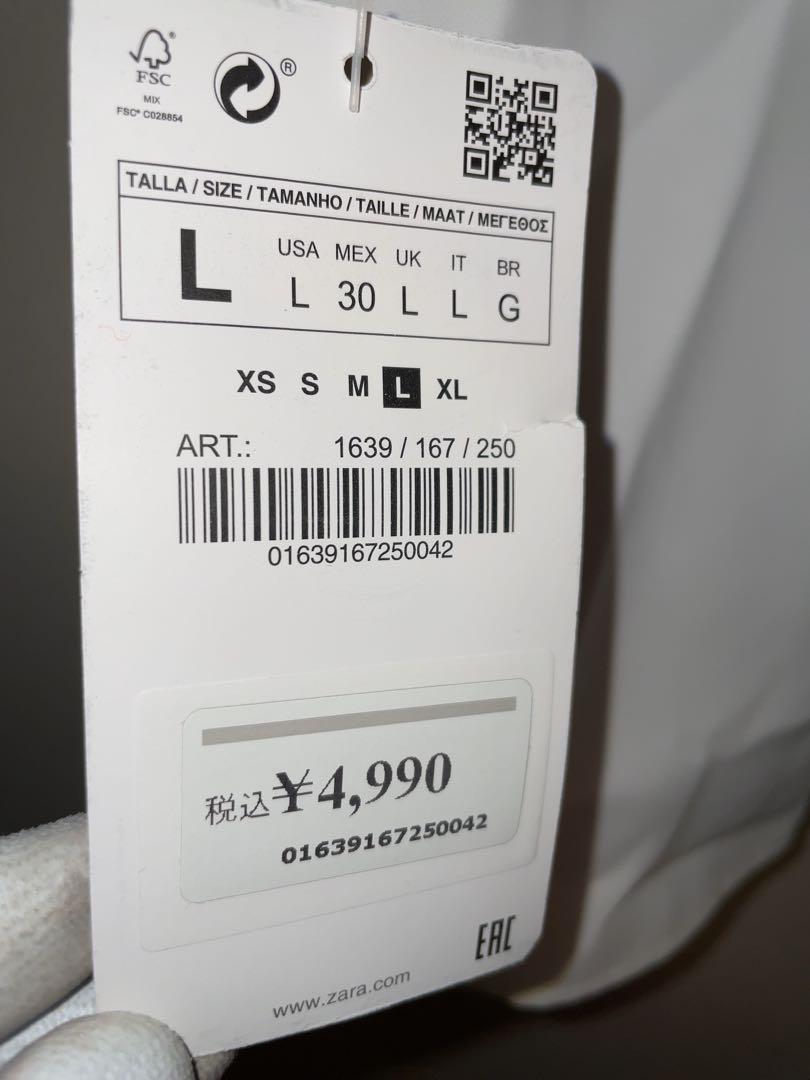 FSC
MIX
FSC® C028854
®
TALLA / SIZE / TAMANHO / TAILLE / MAAT / ΜΕΓΕΘΟΣ
L
USA MEX UK IT BR
L 30 L L G
XS S M L XL
ART.: 1639 / 167 / 250
01639167250042
税込¥4,990
01639167250042
EAC
www.zara.com